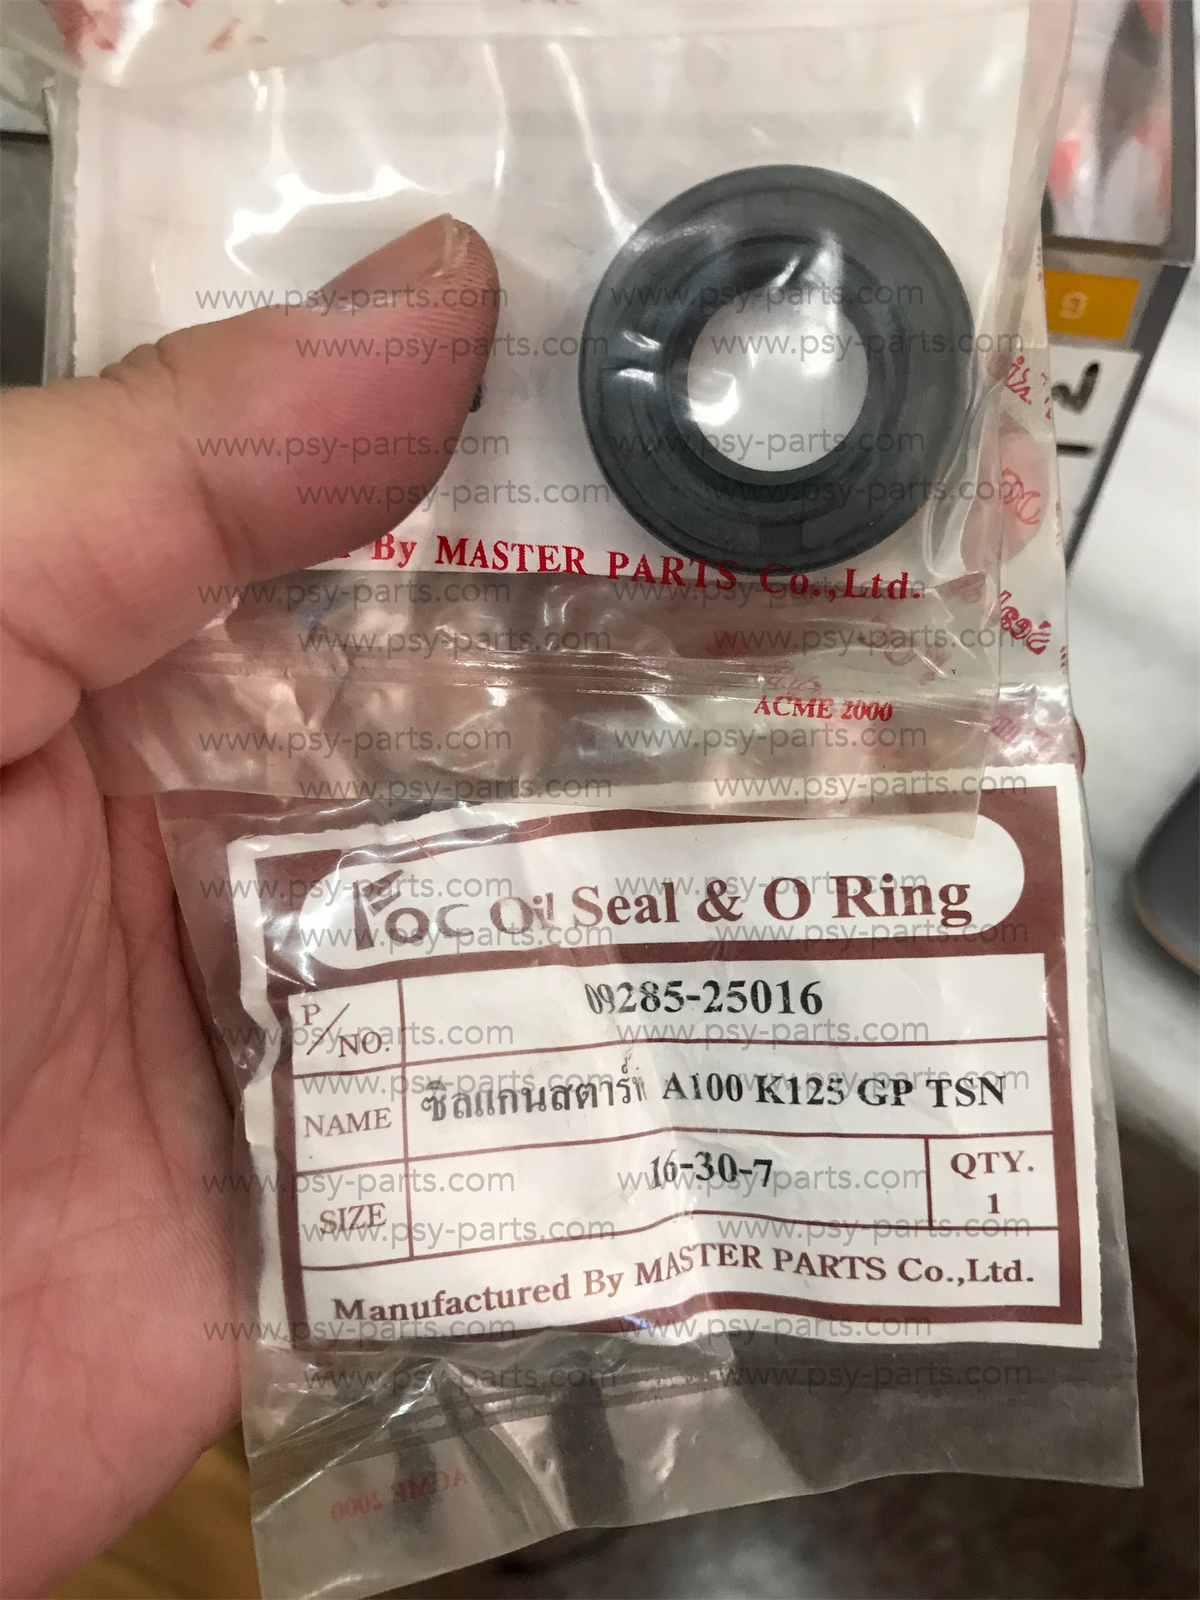 By MASTER PARTS Co.,Ltd.
ACME 2000
Oil Seal & O Ring
P/NO. 09285-25016
NAME ซีลแกนสตาร์ท A100 K125 GP TSN
SIZE 16-30-7 QTY. 1
Manufactured By MASTER PARTS Co.,Ltd.
ACME 2000
www.psy-parts.com